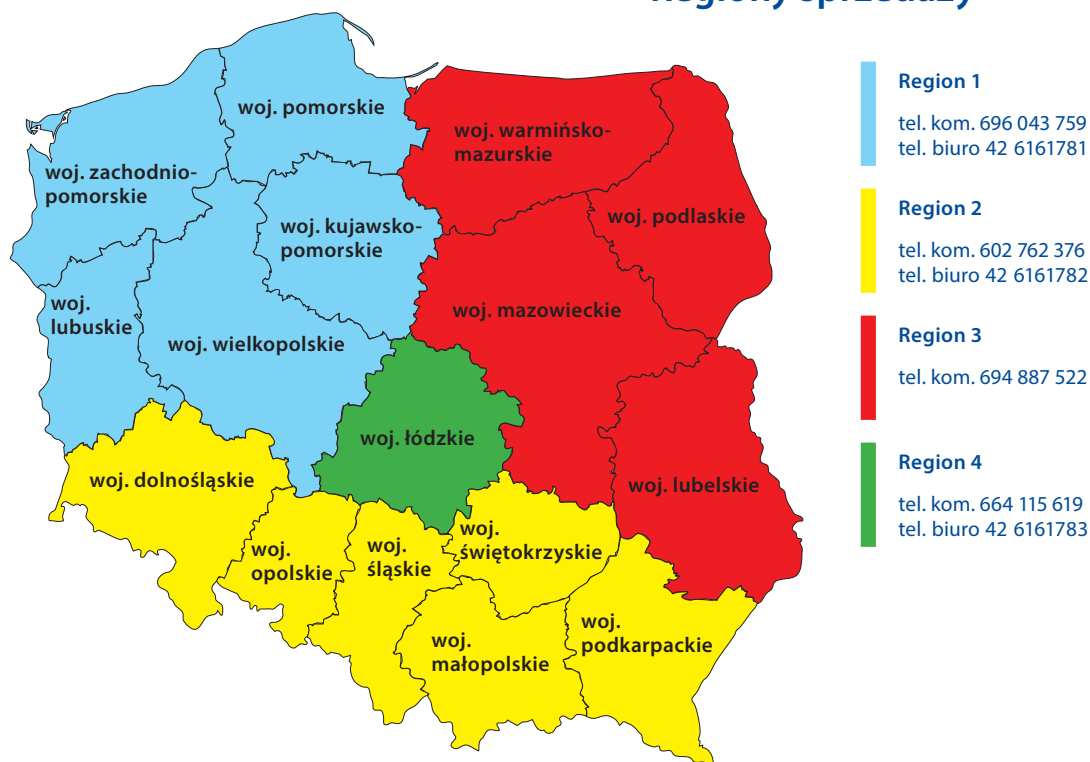 Regiony sprzedaży
woj. pomorskie
woj. warmińsko-
mazurskie
woj. zachodnio-
pomorskie
woj. podlaskie
woj. kujawsko-
pomorskie
woj.
lubuskie
woj. mazowieckie
woj. wielkopolskie
woj. łódzkie
woj. dolnośląskie
woj. lubelskie
woj.
opolskie
woj.
śląskie
woj.
świętokrzyskie
woj.
małopolskie
woj.
podkarpackie
Region 1
tel. kom. 696 043 759
tel. biuro 42 6161781
Region 2
tel. kom. 602 762 376
tel. biuro 42 6161782
Region 3
tel. kom. 694 887 522
Region 4
tel. kom. 664 115 619
tel. biuro 42 6161783